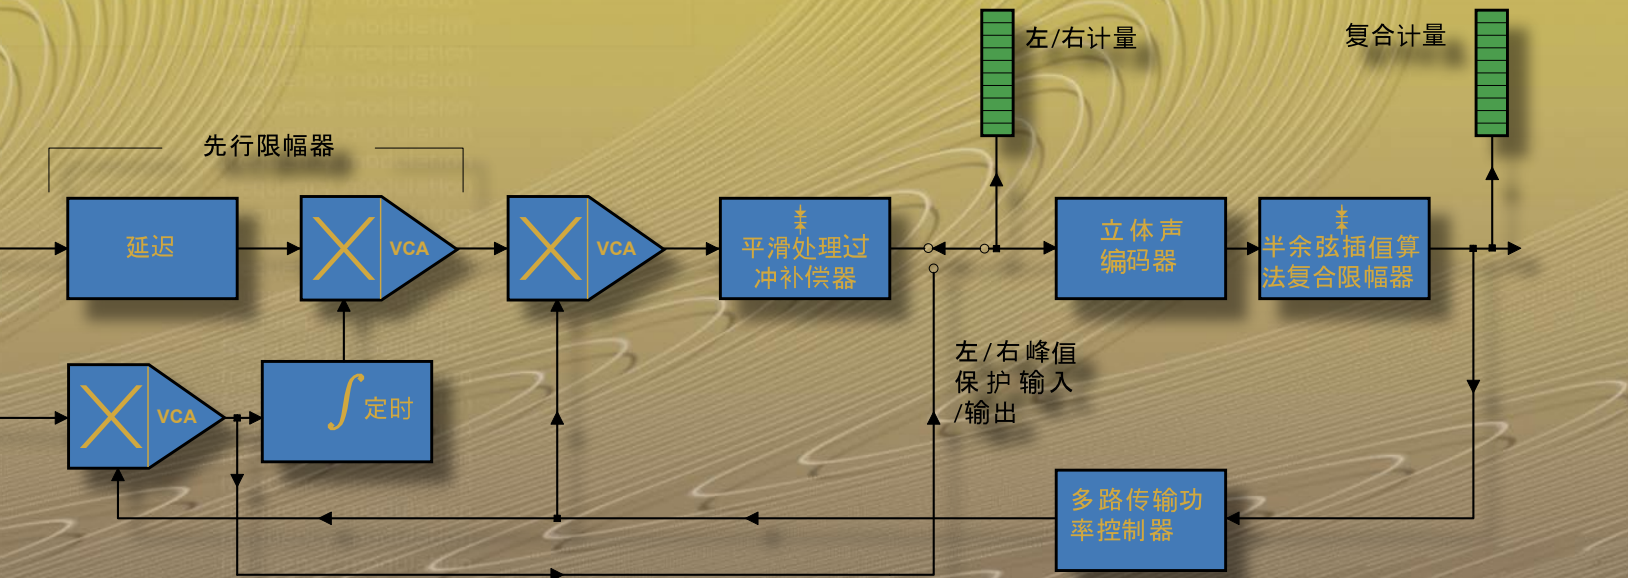 左/右计量
复合计量
先行限幅器
延迟
VCA
VCA
平滑处理过
冲补偿器
立体声
编码器
半余弦插值算
法复合限幅器
左/右峰值
保护输入
/输出
VCA
∫定时
多路传输功
率控制器